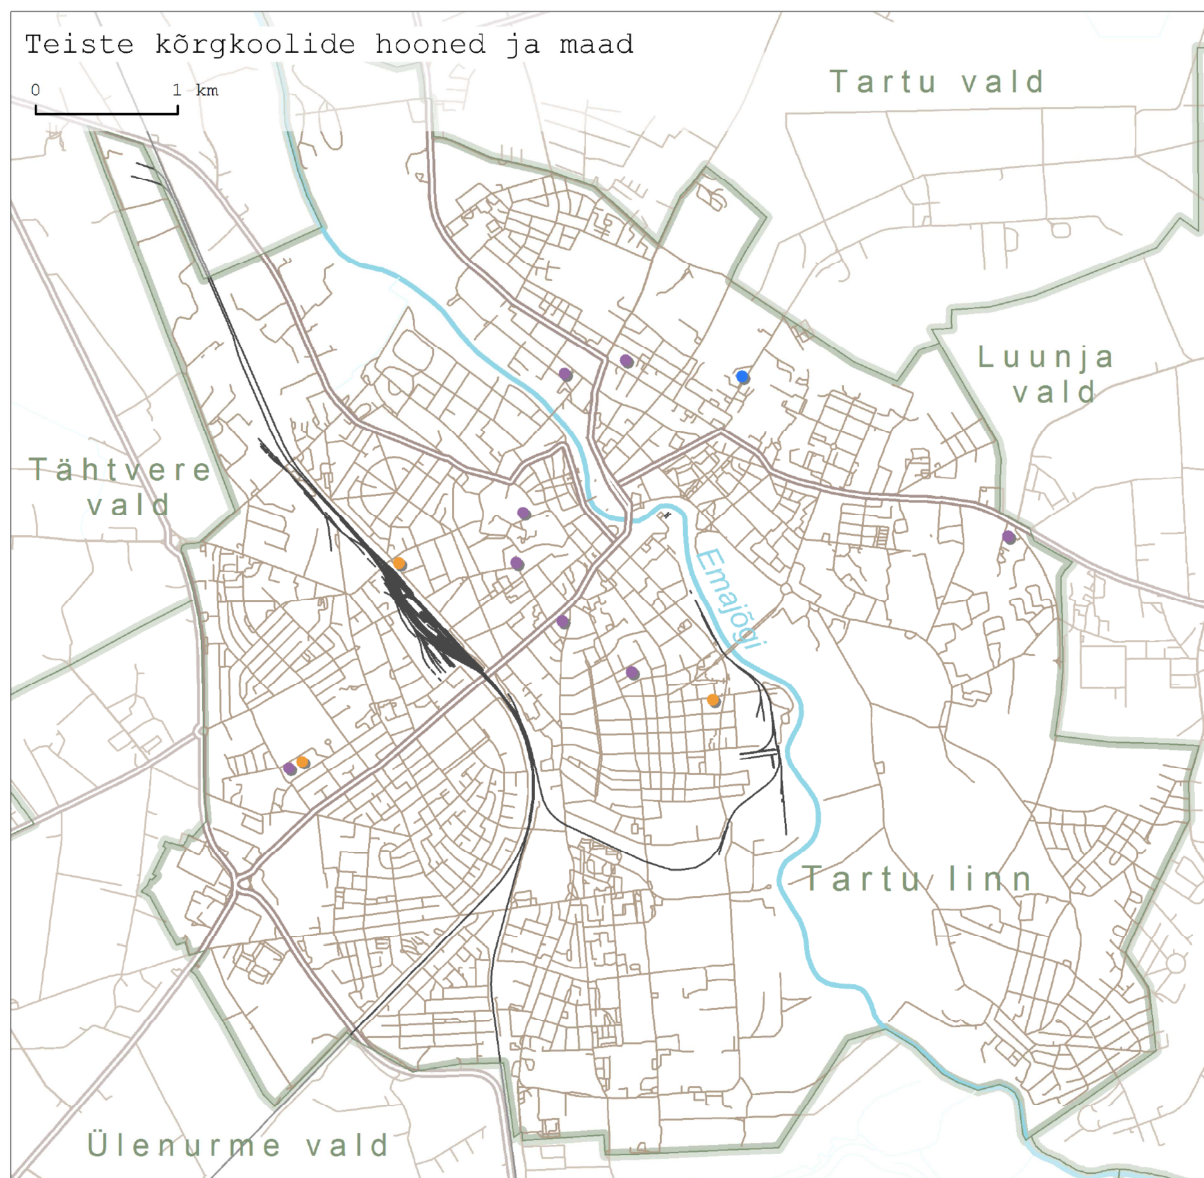 Teiste kõrgkoolide hooned ja maad
0 1 km
Tartu vald
Luunja
vald
Tähtvere
vald
Emajõgi
Tartu linn
Ülenurme vald